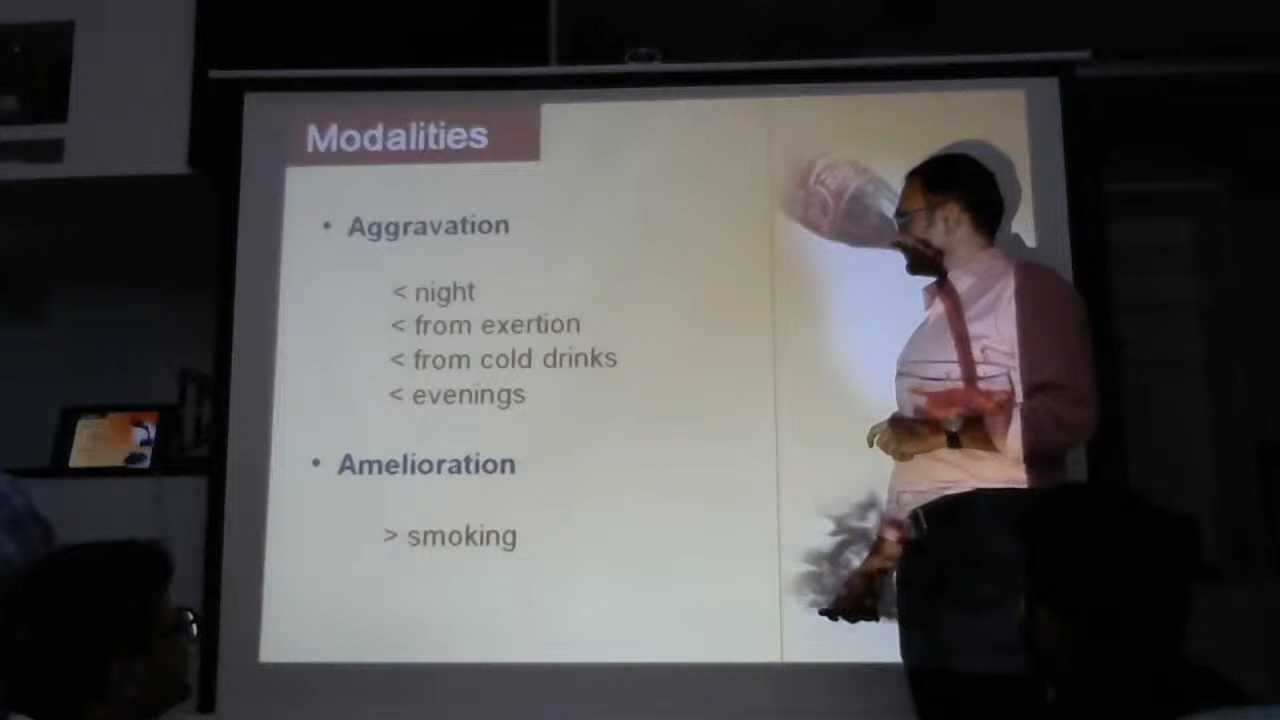 Modalities
• Aggravation
< night
< from exertion
< from cold drinks
< evenings
• Amelioration
> smoking